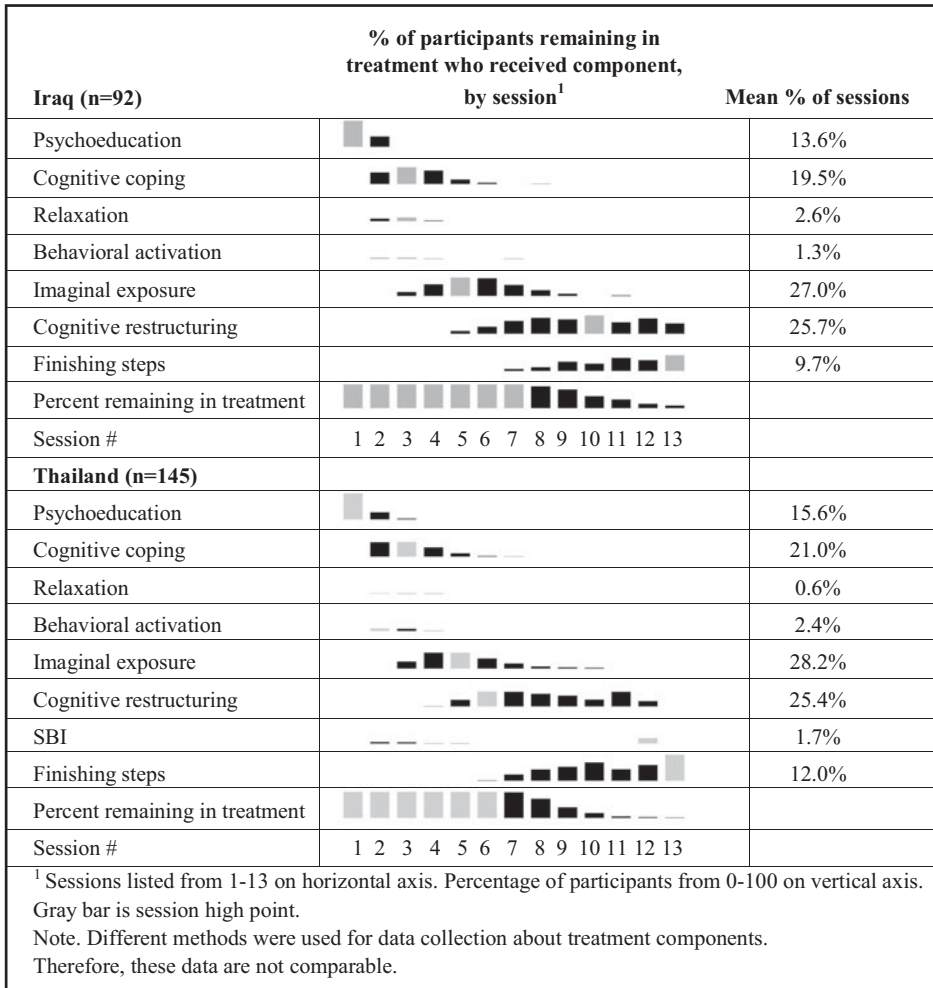 % of participants remaining in
treatment who received component,
Iraq (n=92) by session1 Mean % of sessions
Psychoeducation 13.6%
Cognitive coping 19.5%
Relaxation 2.6%
Behavioral activation 1.3%
Imaginal exposure 27.0%
Cognitive restructuring 25.7%
Finishing steps 9.7%
Percent remaining in treatment
Session # 1 2 3 4 5 6 7 8 9 10 11 12 13
Thailand (n=145)
Psychoeducation 15.6%
Cognitive coping 21.0%
Relaxation 0.6%
Behavioral activation 2.4%
Imaginal exposure 28.2%
Cognitive restructuring 25.4%
SBI 1.7%
Finishing steps 12.0%
Percent remaining in treatment
Session # 1 2 3 4 5 6 7 8 9 10 11 12 13
1 Sessions listed from 1-13 on horizontal axis. Percentage of participants from 0-100 on vertical axis.
Gray bar is session high point.
Note. Different methods were used for data collection about treatment components.
Therefore, these data are not comparable.